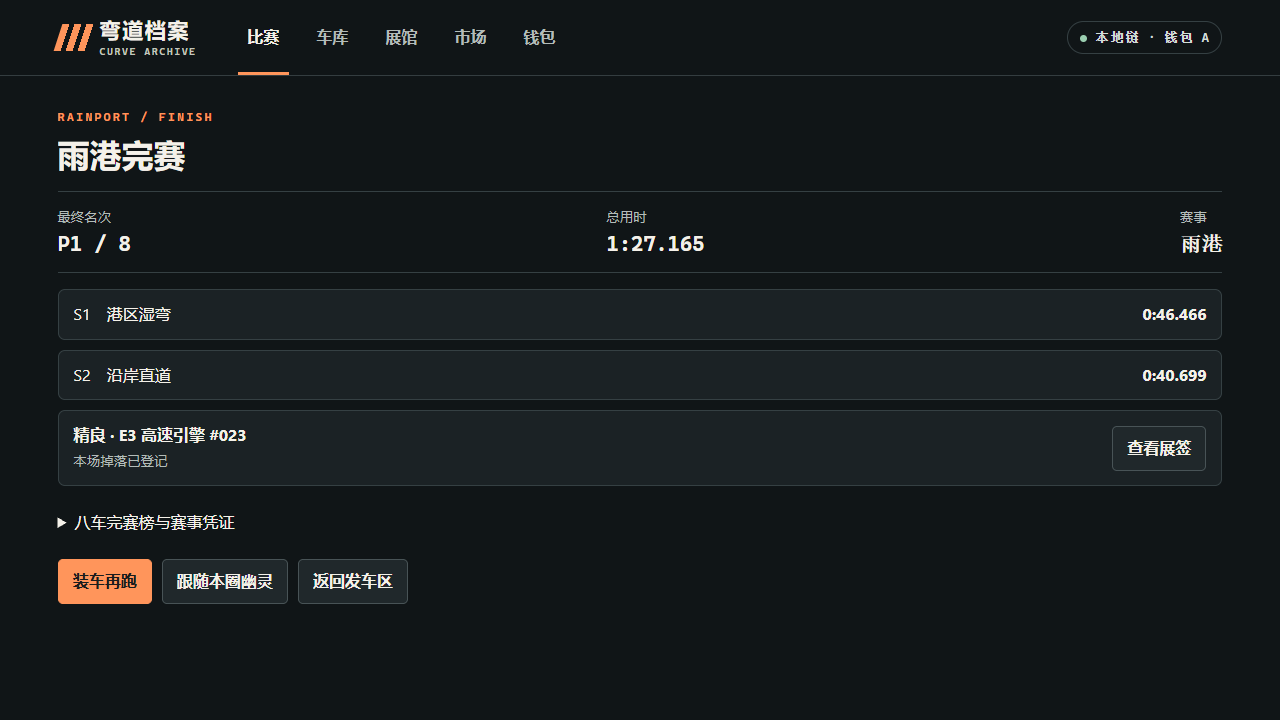 弯道档案
CURVE ARCHIVE
比赛 车库 展馆 市场 钱包
本地链 · 钱包 A
RAINPORT / FINISH
雨港完赛
最终名次 总用时 赛事
P1 / 8 1:27.165 雨港
S1 港区湿弯 0:46.466
S2 沿岸直道 0:40.699
精良 · E3 高速引擎 #023
本场掉落已登记
查看展签
八车完赛榜与赛事凭证
装车再跑 跟随本圈幽灵 返回发车区